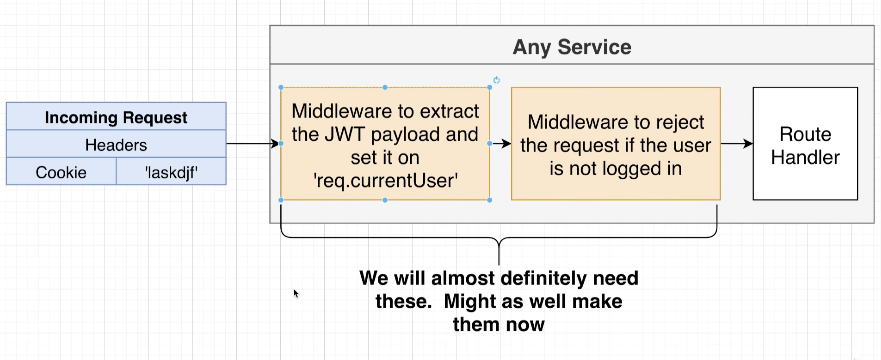 Any Service
Incoming Request
Headers
Cookie
'laskdjf'
Middleware to extract
the JWT payload and
set it on
'req.currentUser'
Middleware to reject
the request if the user
is not logged in
Route
Handler
We will almost definitely need
these.  Might as well make
them now